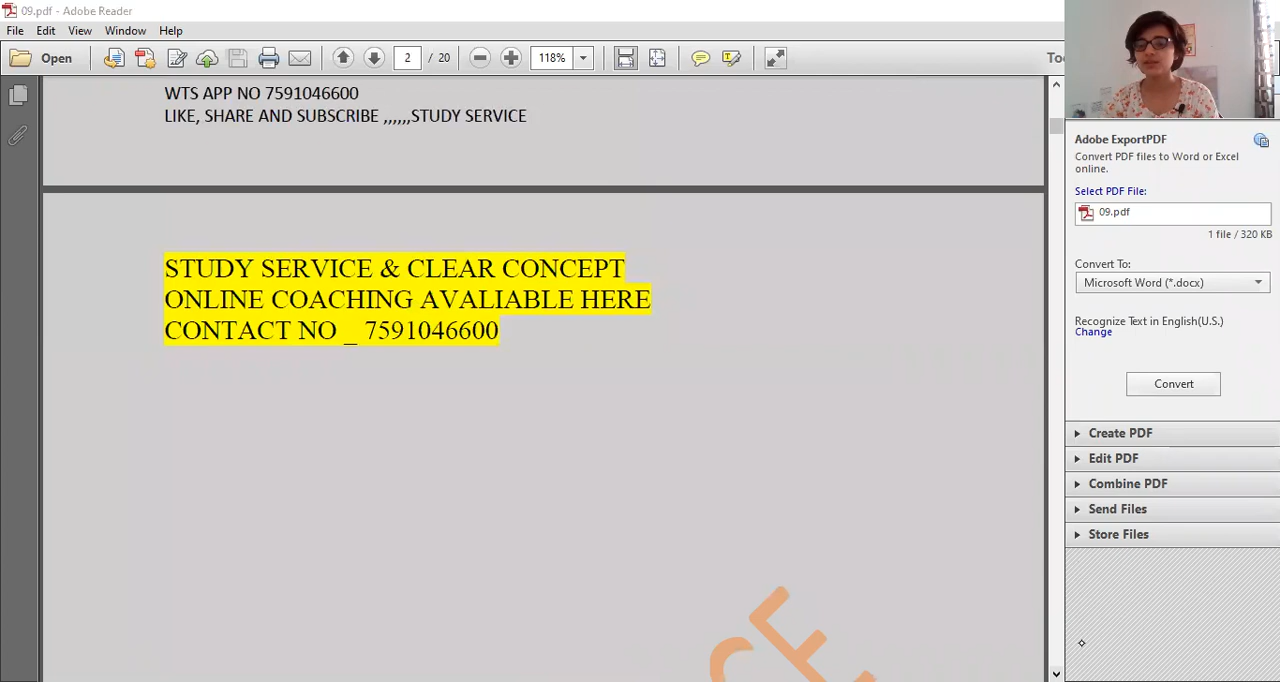 09.pdf - Adobe Reader
File Edit View Window Help
Open 2 / 20 118%
WTS APP NO 7591046600
LIKE, SHARE AND SUBSCRIBE ,,,,,,STUDY SERVICE
STUDY SERVICE & CLEAR CONCEPT
ONLINE COACHING AVALIABLE HERE
CONTACT NO _ 7591046600
CE
Adobe ExportPDF
Convert PDF files to Word or Excel
online.
Select PDF File:
09.pdf
1 file / 320 KB
Convert To:
Microsoft Word (*.docx)
Recognize Text in English(U.S.)
Change
Convert
Create PDF
Edit PDF
Combine PDF
Send Files
Store Files